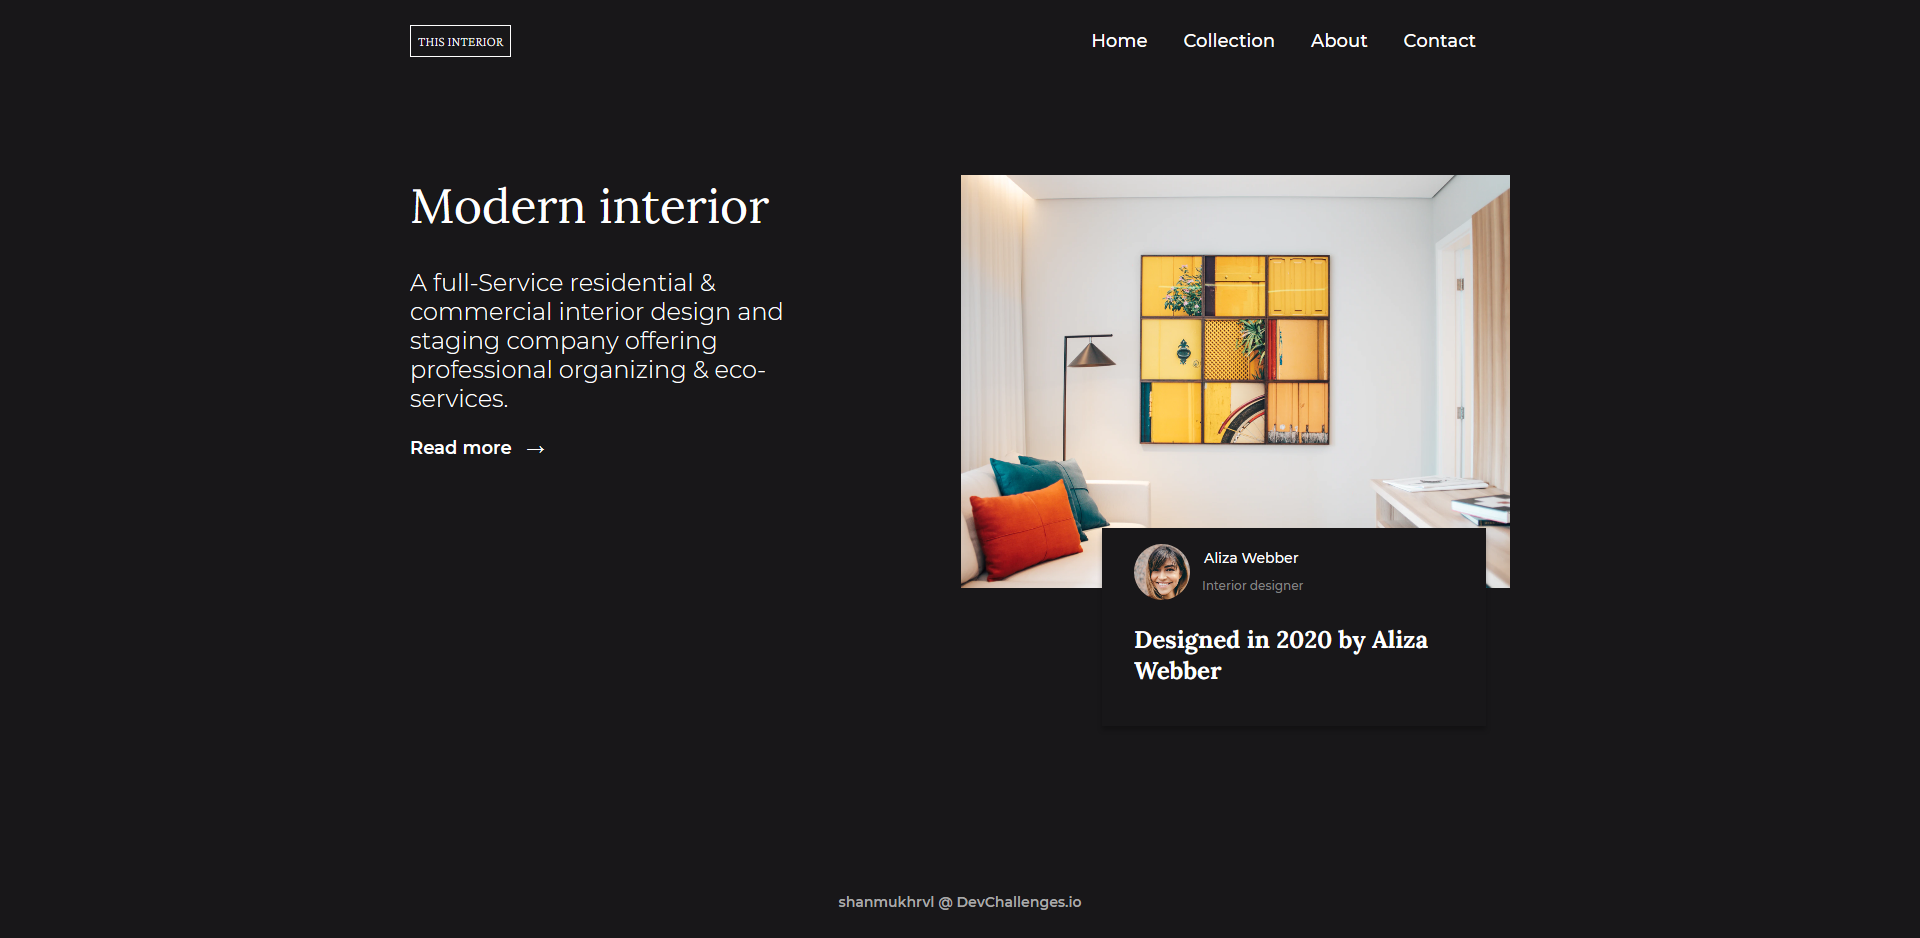 THIS INTERIOR
Home Collection About Contact
Modern interior
A full-Service residential &
commercial interior design and
staging company offering
professional organizing & eco-
services.
Read more →
Aliza Webber
Interior designer
Designed in 2020 by Aliza
Webber
shanmukhrvl @ DevChallenges.io